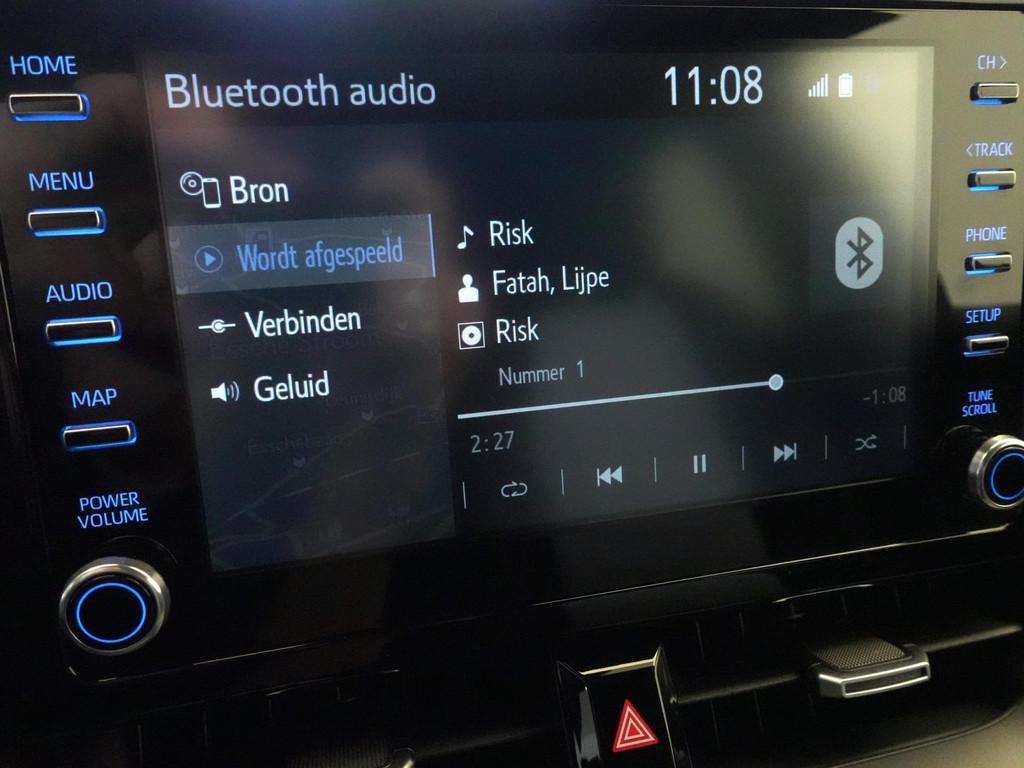 HOME
MENU
AUDIO
MAP
POWER
VOLUME
Bluetooth audio
11:08
Bron
Wordt afgespeeld
Verbinden
Geluid
Risk
Fatah, Lijpe
Risk
Nummer 1
2:27
-1:08
CH>
<TRACK
PHONE
SETUP
TUNE
SCROLL